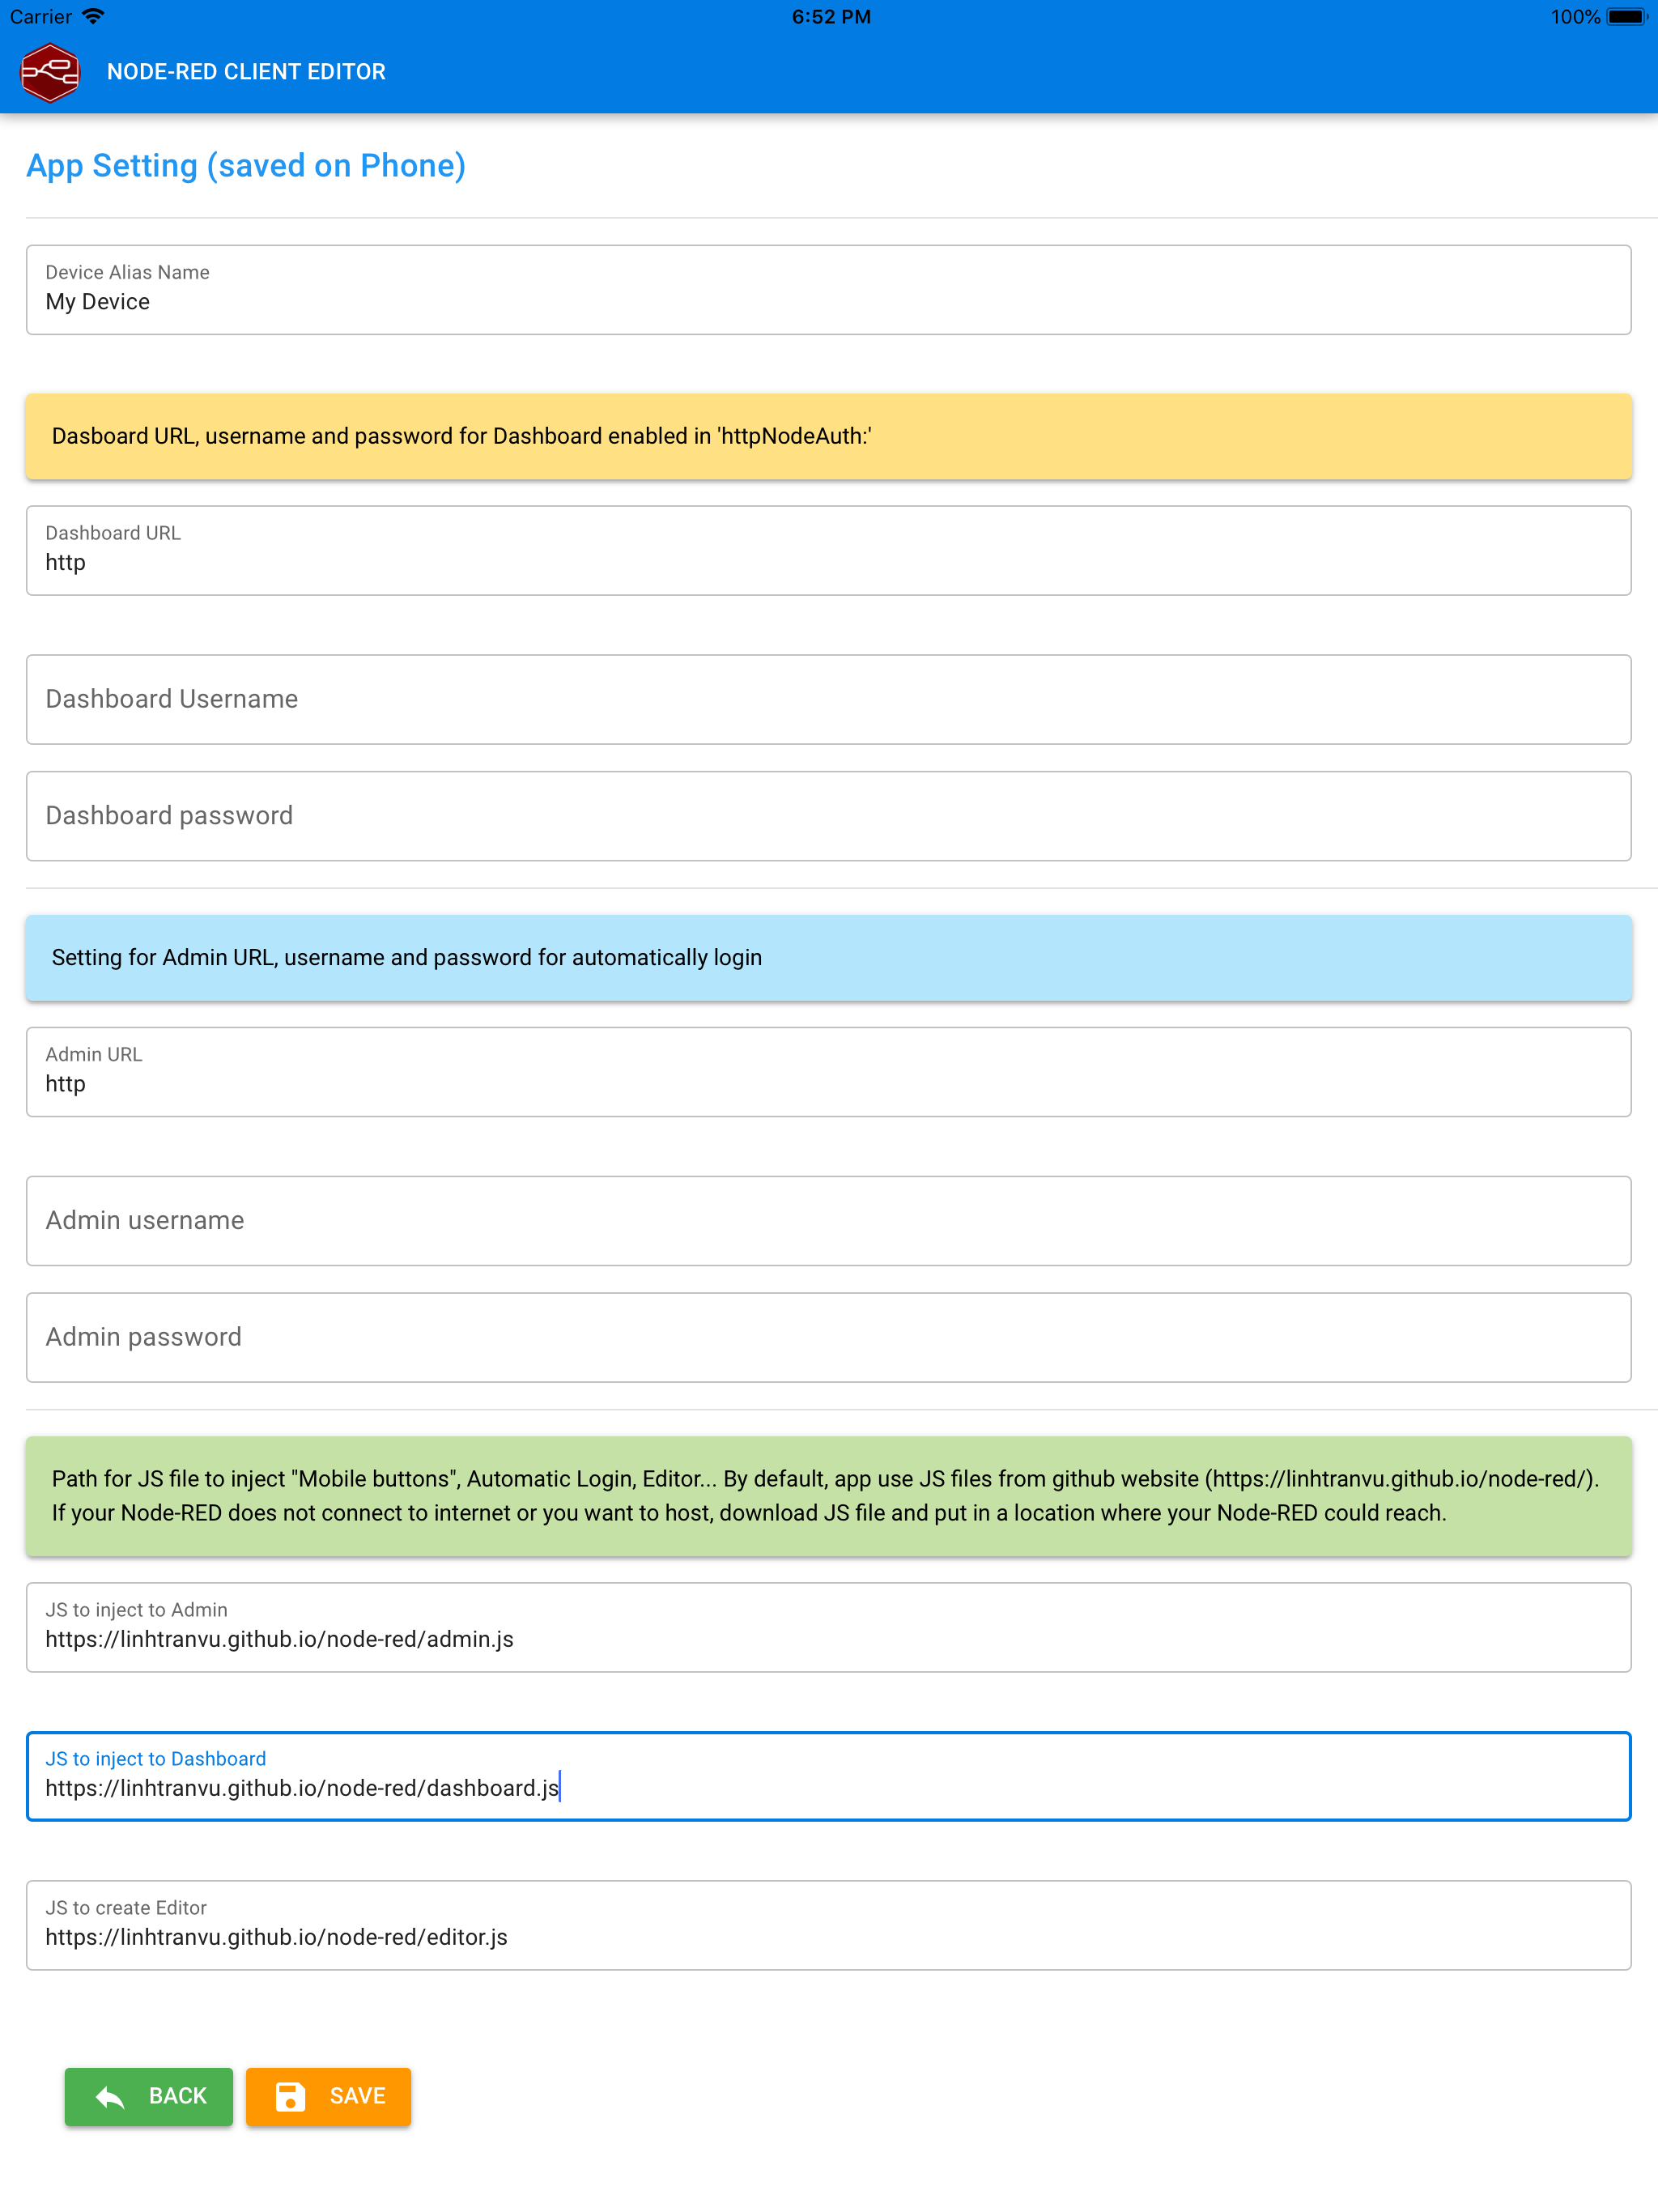 Carrier 6:52 PM 100%
NODE-RED CLIENT EDITOR
App Setting (saved on Phone)
Device Alias Name
My Device
Dasboard URL, username and password for Dashboard enabled in 'httpNodeAuth:'
Dashboard URL
http
Dashboard Username
Dashboard password
Setting for Admin URL, username and password for automatically login
Admin URL
http
Admin username
Admin password
Path for JS file to inject "Mobile buttons", Automatic Login, Editor... By default, app use JS files from github website (https://linhtranvu.github.io/node-red/).
If your Node-RED does not connect to internet or you want to host, download JS file and put in a location where your Node-RED could reach.
JS to inject to Admin
https://linhtranvu.github.io/node-red/admin.js
JS to inject to Dashboard
https://linhtranvu.github.io/node-red/dashboard.js
JS to create Editor
https://linhtranvu.github.io/node-red/editor.js
BACK SAVE